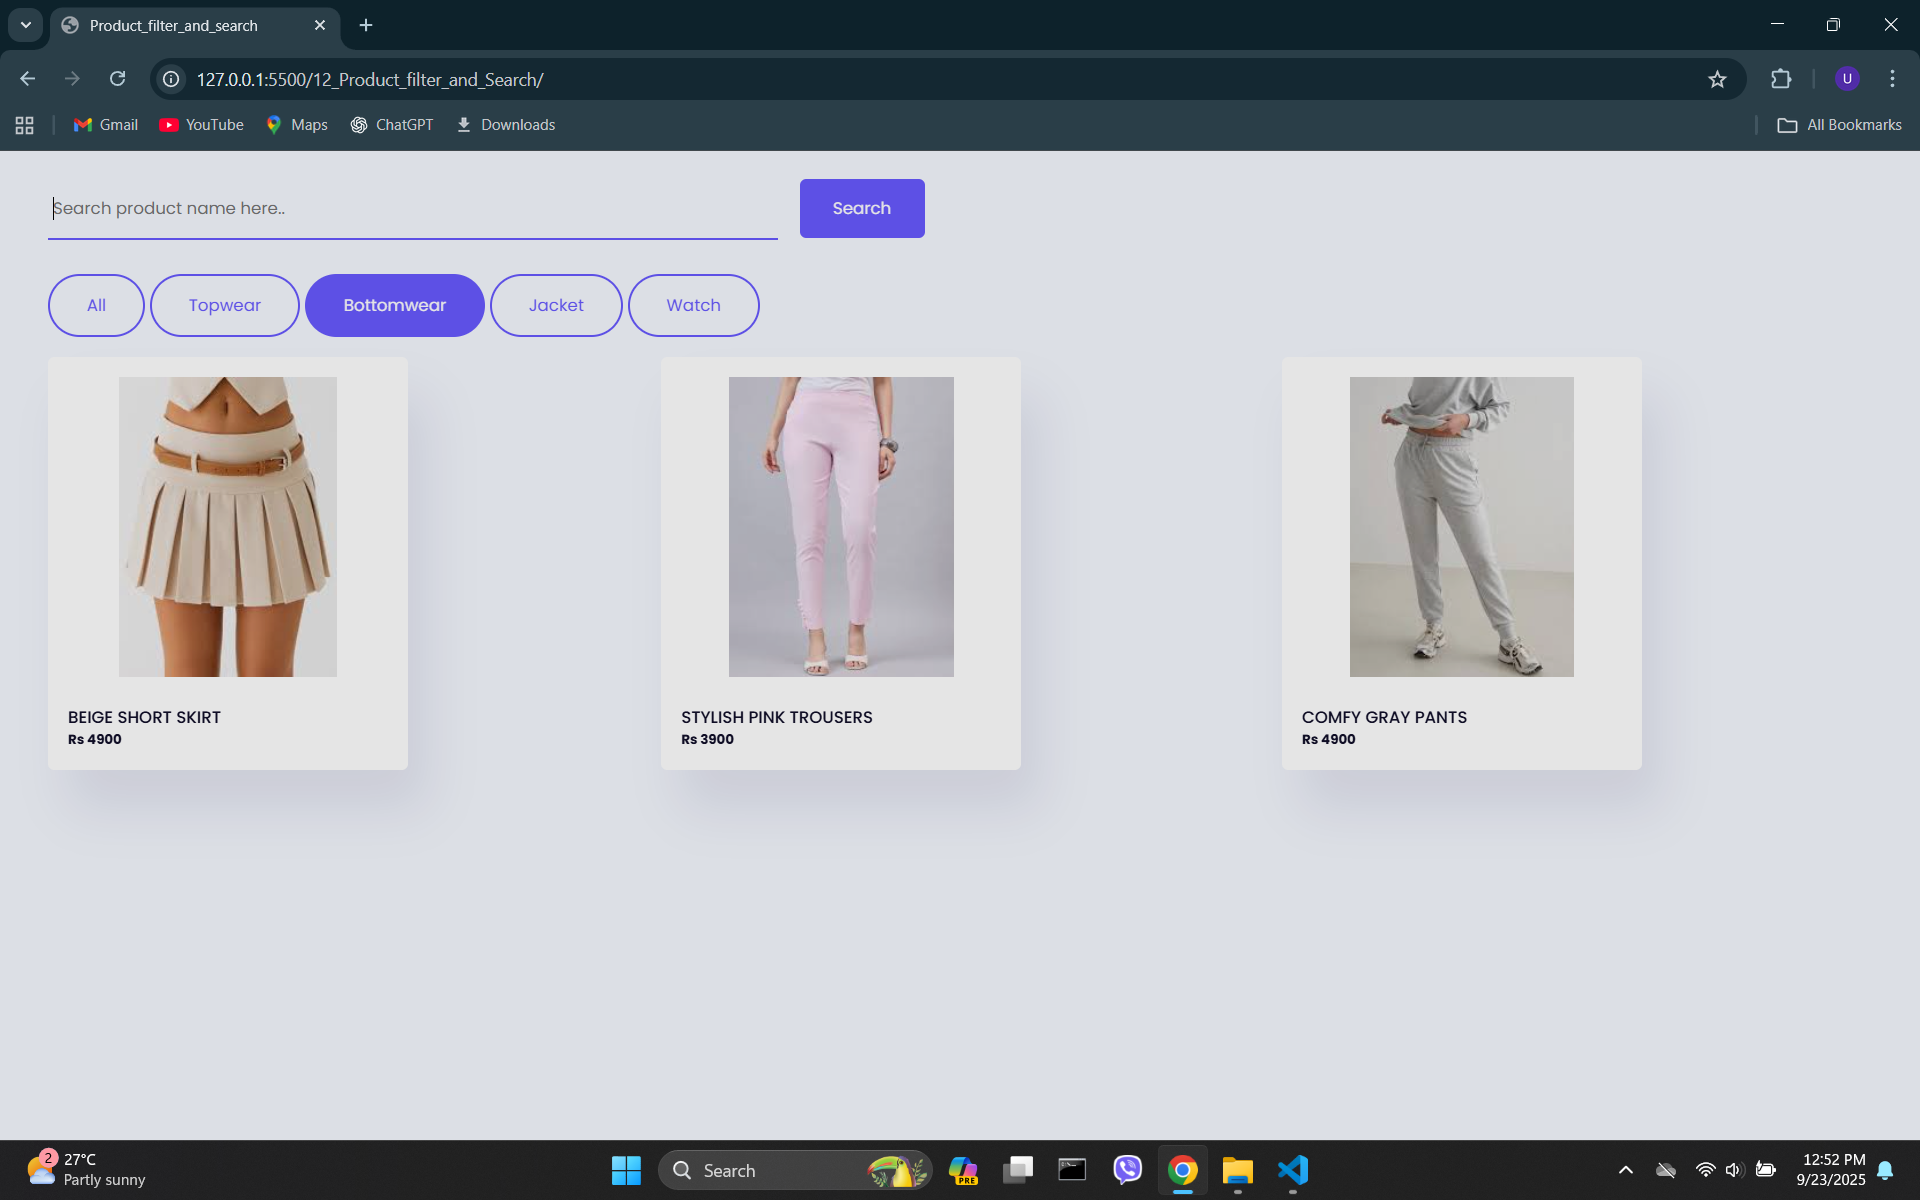 Product_filter_and_search
127.0.0.1:5500/12_Product_filter_and_Search/
U
Gmail
YouTube
Maps
ChatGPT
Downloads
All Bookmarks
Search product name here..
Search
All
Topwear
Bottomwear
Jacket
Watch
BEIGE SHORT SKIRT
Rs 4900
STYLISH PINK TROUSERS
Rs 3900
COMFY GRAY PANTS
Rs 4900
2
27°C
Partly sunny
Search
PRE
12:52 PM
9/23/2025